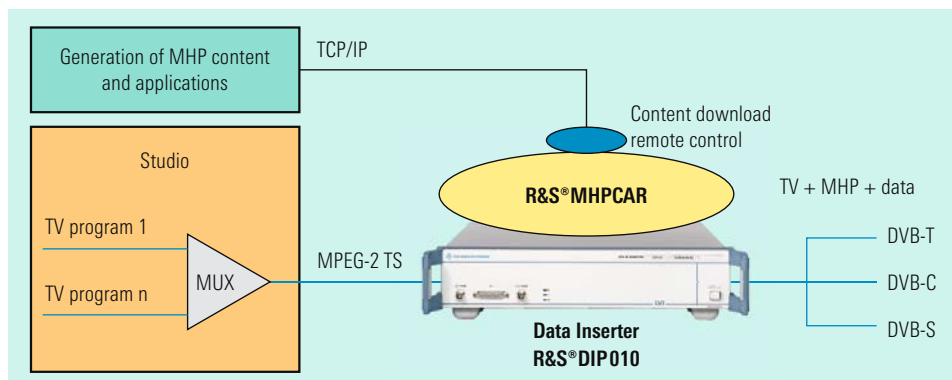 Generation of MHP content
and applications
TCP/IP
Content download
remote control
Studio
R&S®MHPCAR
TV + MHP + data
TV program 1
DVB-T
MUX
MPEG-2 TS
DVB-C
TV program n
DVB-S
Data Inserter
R&S®DIP010